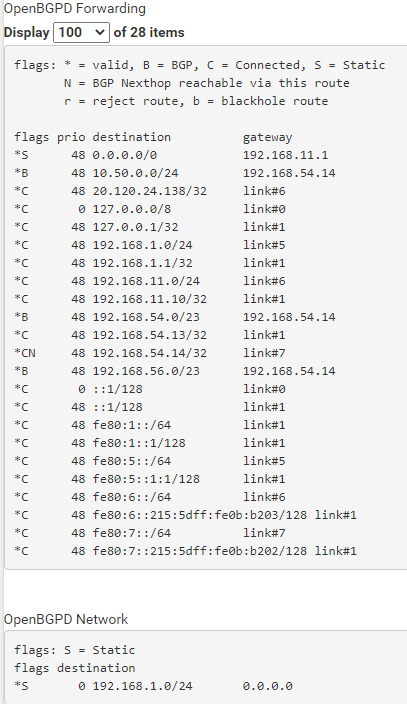 OpenBGPD Forwarding
Display 100 of 28 items
flags: * = valid, B = BGP, C = Connected, S = Static
N = BGP Nexthop reachable via this route
r = reject route, b = blackhole route
flags prio destination gateway
*S 48 0.0.0.0/0 192.168.11.1
*B 48 10.50.0.0/24 192.168.54.14
*C 48 20.120.24.138/32 link#6
*C 0 127.0.0.0/8 link#0
*C 48 127.0.0.1/32 link#1
*C 48 192.168.1.0/24 link#5
*C 48 192.168.1.1/32 link#1
*C 48 192.168.11.0/24 link#6
*C 48 192.168.11.10/32 link#1
*B 48 192.168.54.0/23 192.168.54.14
*C 48 192.168.54.13/32 link#1
*CN 48 192.168.54.14/32 link#7
*B 48 192.168.56.0/23 192.168.54.14
*C 0 ::1/128 link#0
*C 48 ::1/128 link#1
*C 48 fe80:1::/64 link#1
*C 48 fe80:1::1/128 link#1
*C 48 fe80:5::/64 link#5
*C 48 fe80:5::1:1/128 link#1
*C 48 fe80:6::/64 link#6
*C 48 fe80:6::215:5dff:fe0b:b203/128 link#1
*C 48 fe80:7::/64 link#7
*C 48 fe80:7::215:5dff:fe0b:b202/128 link#1
OpenBGPD Network
flags: S = Static
flags destination
*S 0 192.168.1.0/24 0.0.0.0